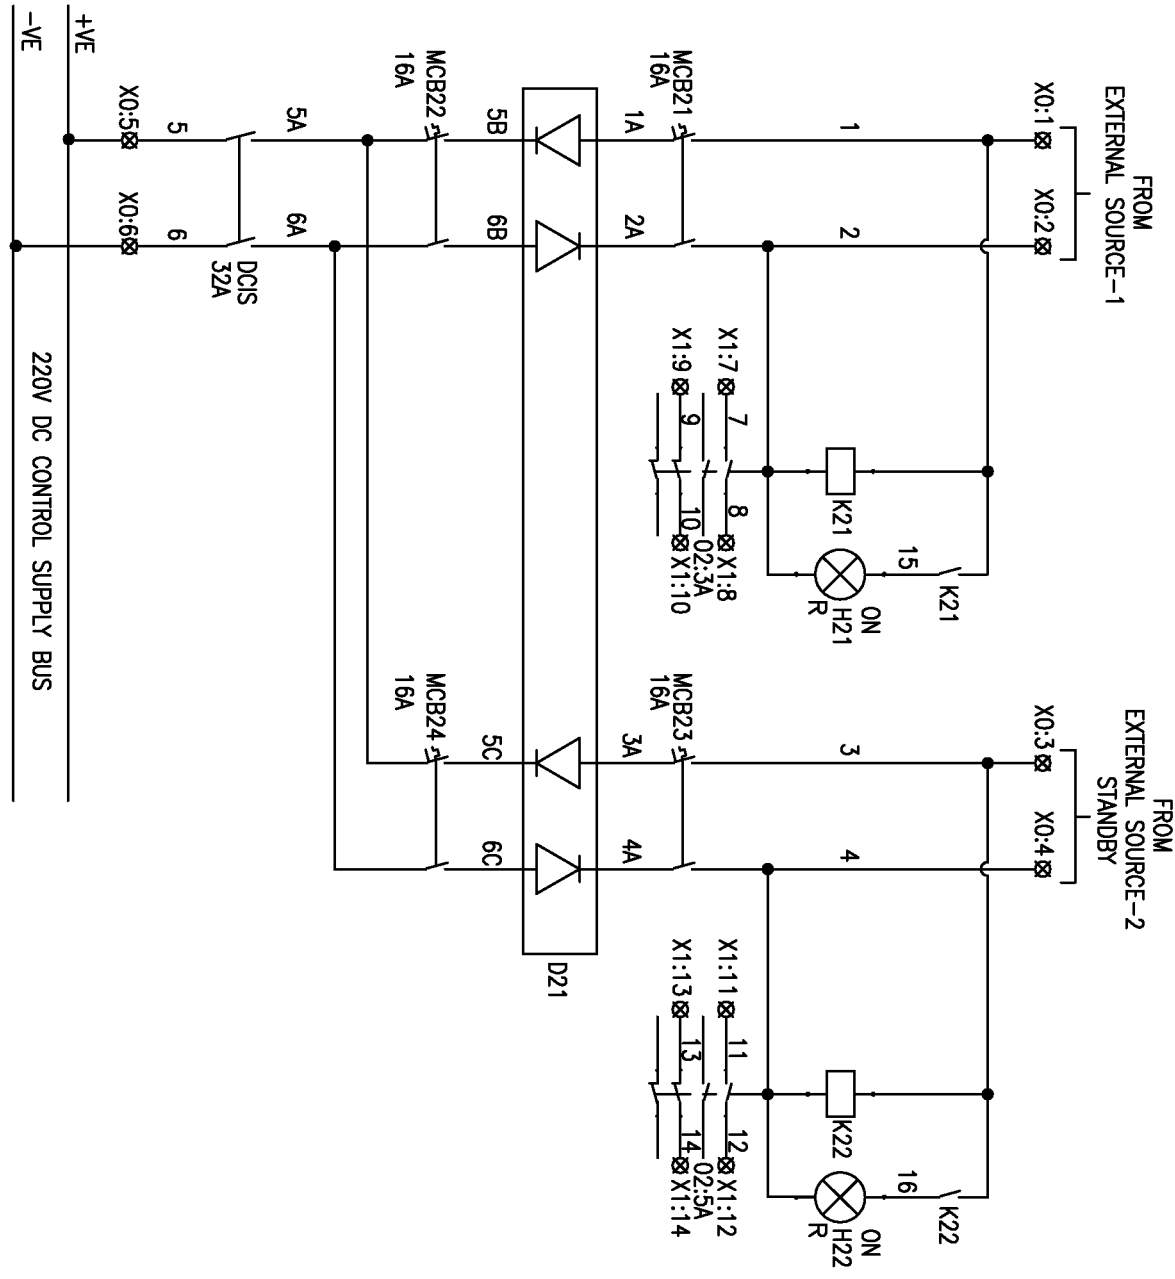 FROM
EXTERNAL SOURCE-1
X0:1
X0:2
1
2
MCB21
16A
1A
2A
5B
6B
MCB22
16A
5A
6A
DCIS
32A
5
6
X0:5
X0:6
+VE
-VE
220V DC CONTROL SUPPLY BUS
K21
15
K21
ON
H21
R
X1:7
7
8
X1:8
02:3A
X1:9
9
10
X1:10
FROM
EXTERNAL SOURCE-2
STANDBY
X0:3
X0:4
3
4
MCB23
16A
3A
4A
D21
5C
6C
MCB24
16A
K22
16
K22
ON
H22
R
X1:11
11
12
X1:12
02:5A
X1:13
13
14
X1:14